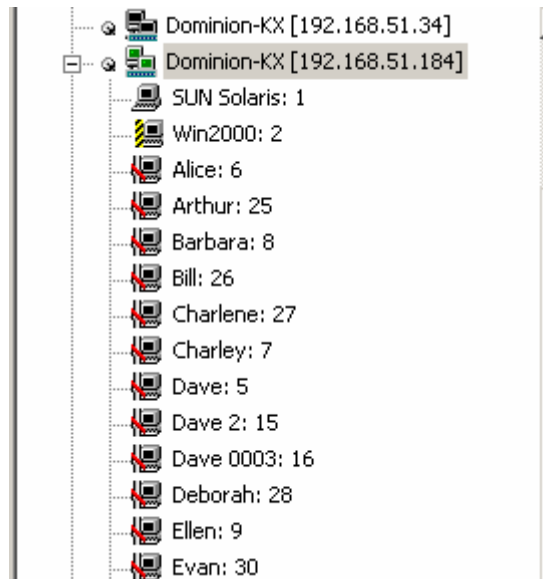 Dominion-KX [192.168.51.34]
Dominion-KX [192.168.51.184]
SUN Solaris: 1
Win2000: 2
Alice: 6
Arthur: 25
Barbara: 8
Bill: 26
Charlene: 27
Charley: 7
Dave: 5
Dave 2: 15
Dave 0003: 16
Deborah: 28
Ellen: 9
Evan: 30